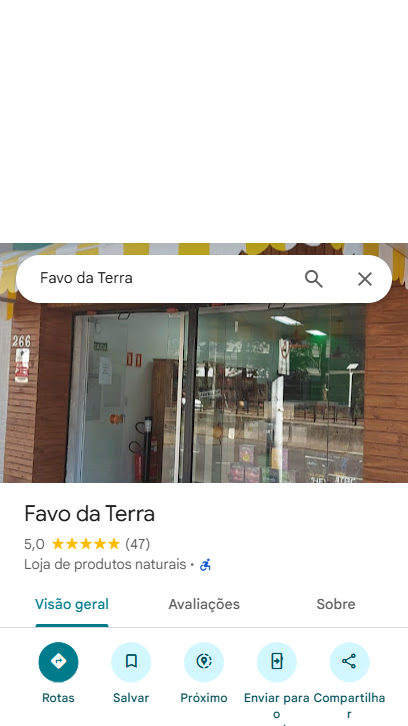 Favo da Terra
266
Favo da Terra
5,0 (47)
Loja de produtos naturais ·
Visão geral Avaliações Sobre
Rotas Salvar Próximo Enviar para Compartilha
o r